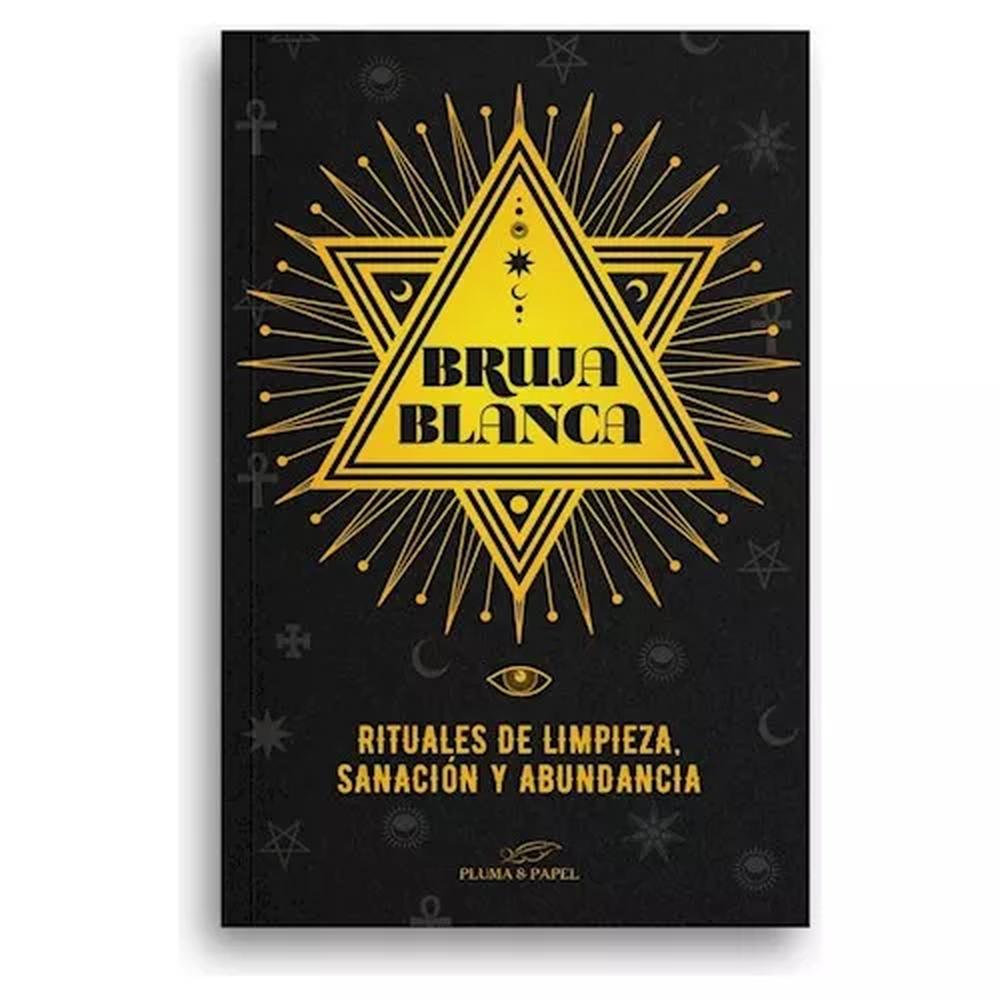 BRUJA
BLANCA
RITUALES DE LIMPIEZA,
SANACIÓN Y ABUNDANCIA
PLUMA & PAPEL